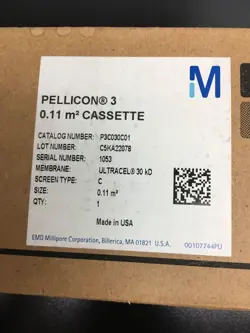 M
PELLICON® 3
0.11 m² CASSETTE
CATALOG NUMBER: P3C030C01
LOT NUMBER: C5KA22078
SERIAL NUMBER: 1053
MEMBRANE: ULTRACEL® 30 kD
SCREEN TYPE: C
SIZE: 0.11 m²
QTY: 1
Made in USA
EMD Millipore Corporation, Billerica, MA 01821 U.S.A.
00107744PU